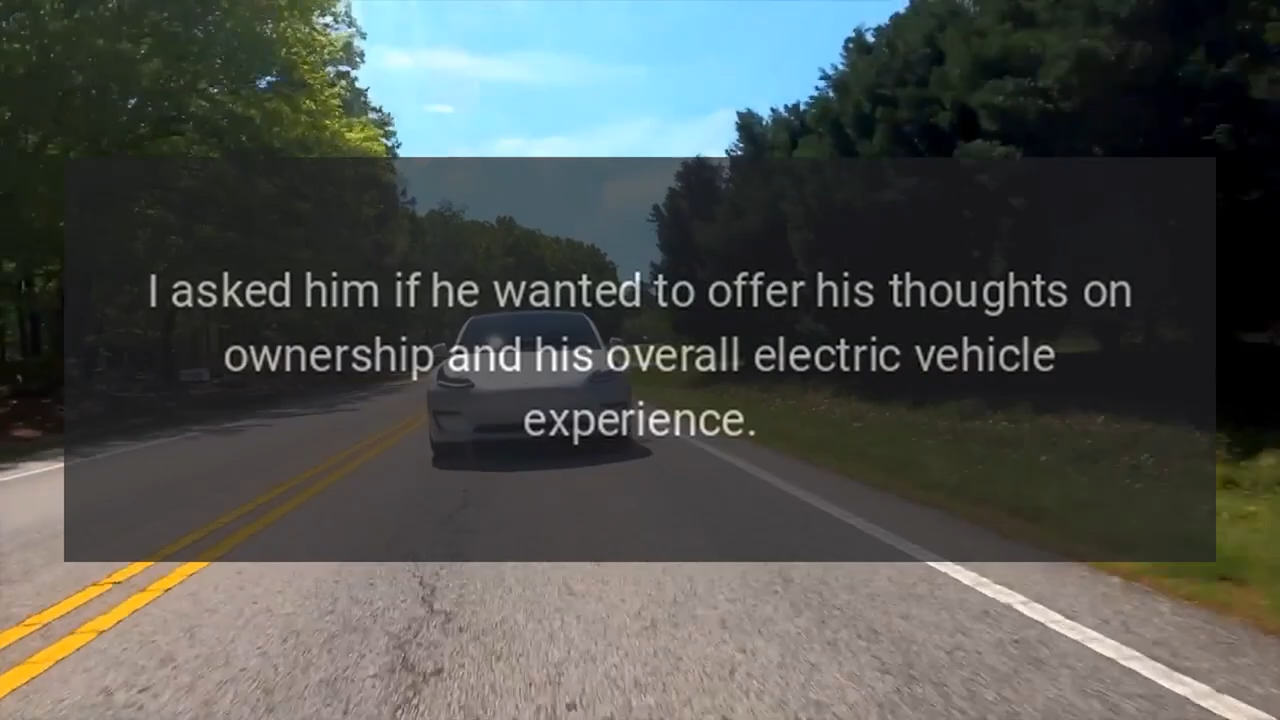 I asked him if he wanted to offer his thoughts on
ownership and his overall electric vehicle
experience.